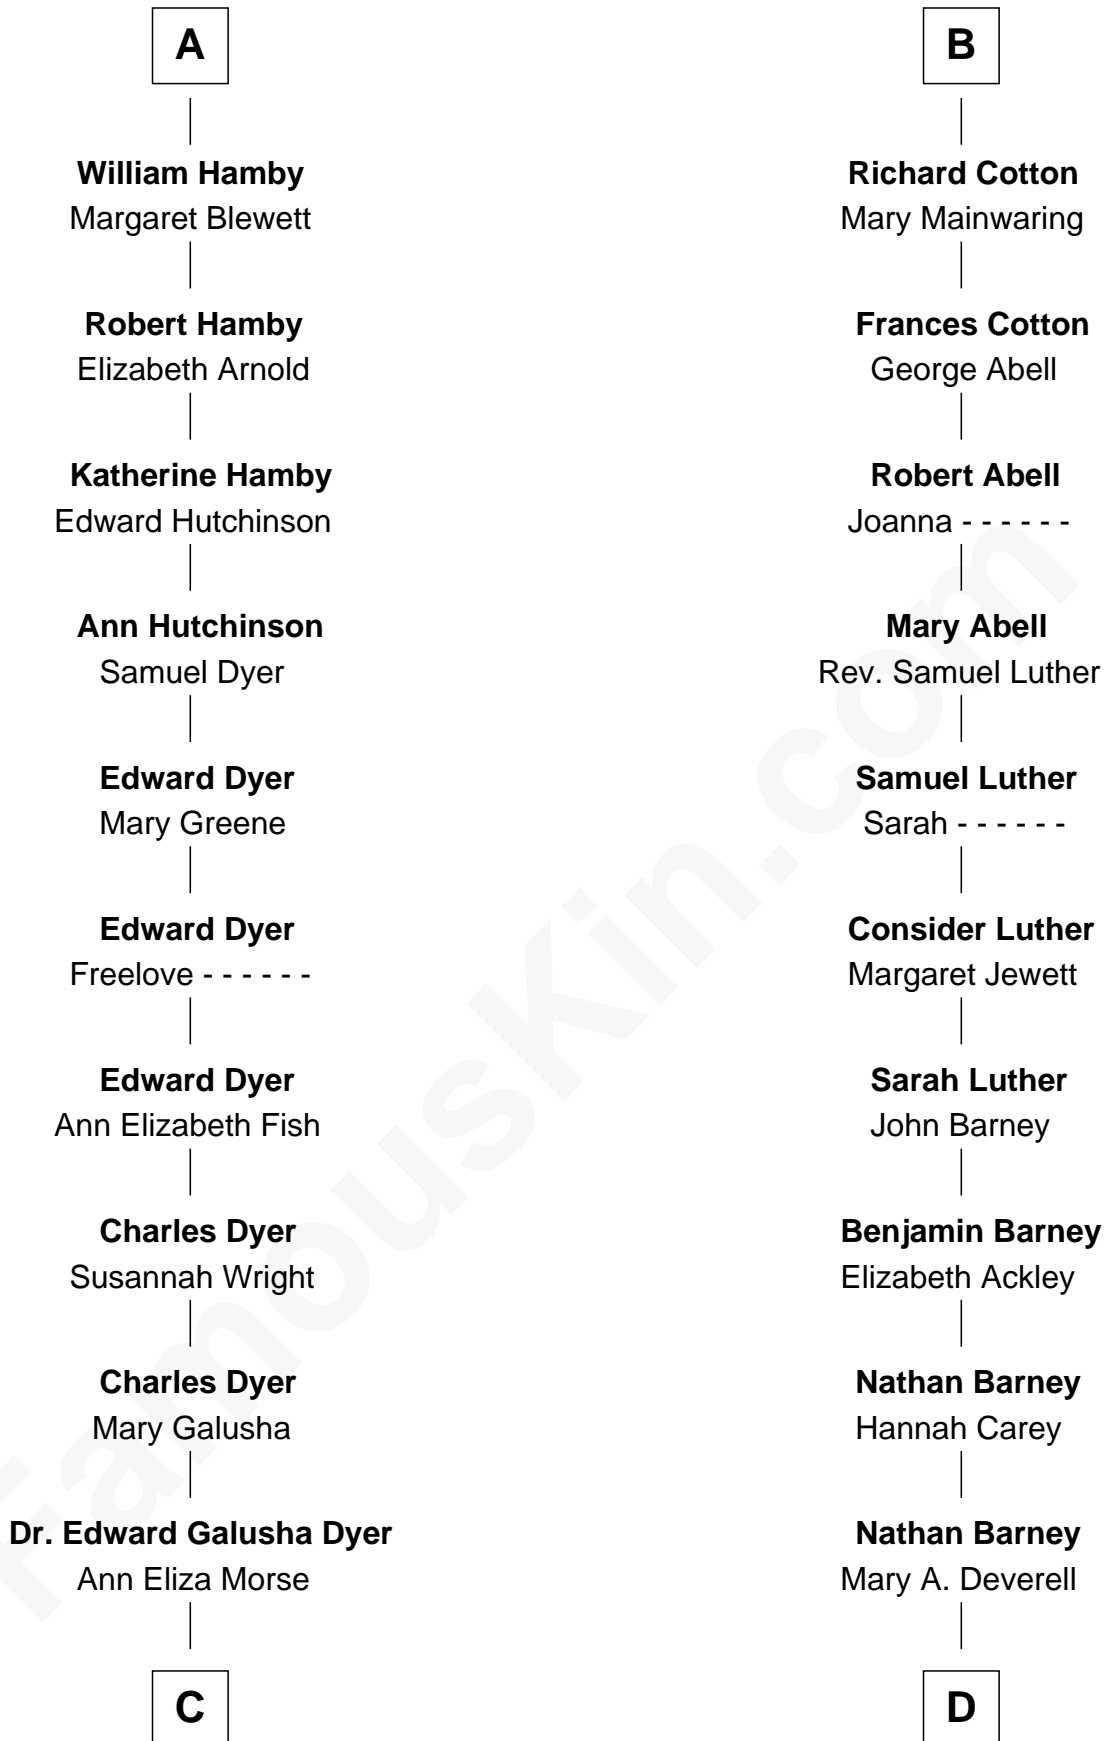 A
William Hamby
Margaret Blewett
Robert Hamby
Elizabeth Arnold
Katherine Hamby
Edward Hutchinson
Ann Hutchinson
Samuel Dyer
Edward Dyer
Mary Greene
Edward Dyer
Freelove - - - - - -
Edward Dyer
Ann Elizabeth Fish
Charles Dyer
Susannah Wright
Charles Dyer
Mary Galusha
Dr. Edward Galusha Dyer
Ann Eliza Morse
C
B
Richard Cotton
Mary Mainwaring
Frances Cotton
George Abell
Robert Abell
Joanna - - - - - -
Mary Abell
Rev. Samuel Luther
Samuel Luther
Sarah - - - - - -
Consider Luther
Margaret Jewett
Sarah Luther
John Barney
Benjamin Barney
Elizabeth Ackley
Nathan Barney
Hannah Carey
Nathan Barney
Mary A. Deverell
D
FamousKin.com